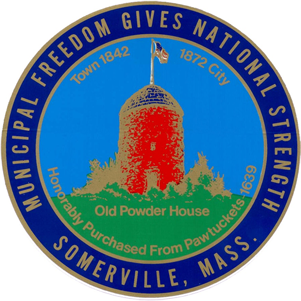 MUNICIPAL FREEDOM GIVES NATIONAL STRENGTH
Town 1842
1872 City
Old Powder House
Honorably Purchased From Pawtuckets-1639
SOMERVILLE, MASS.